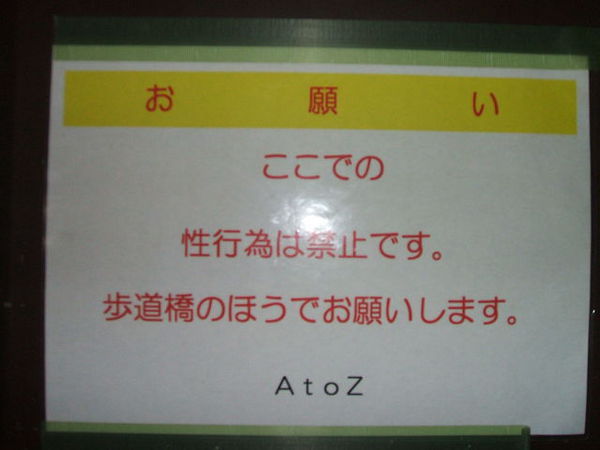 お願い
ここでの
性行為は禁止です。
歩道橋のほうでお願いします。
AtoZ